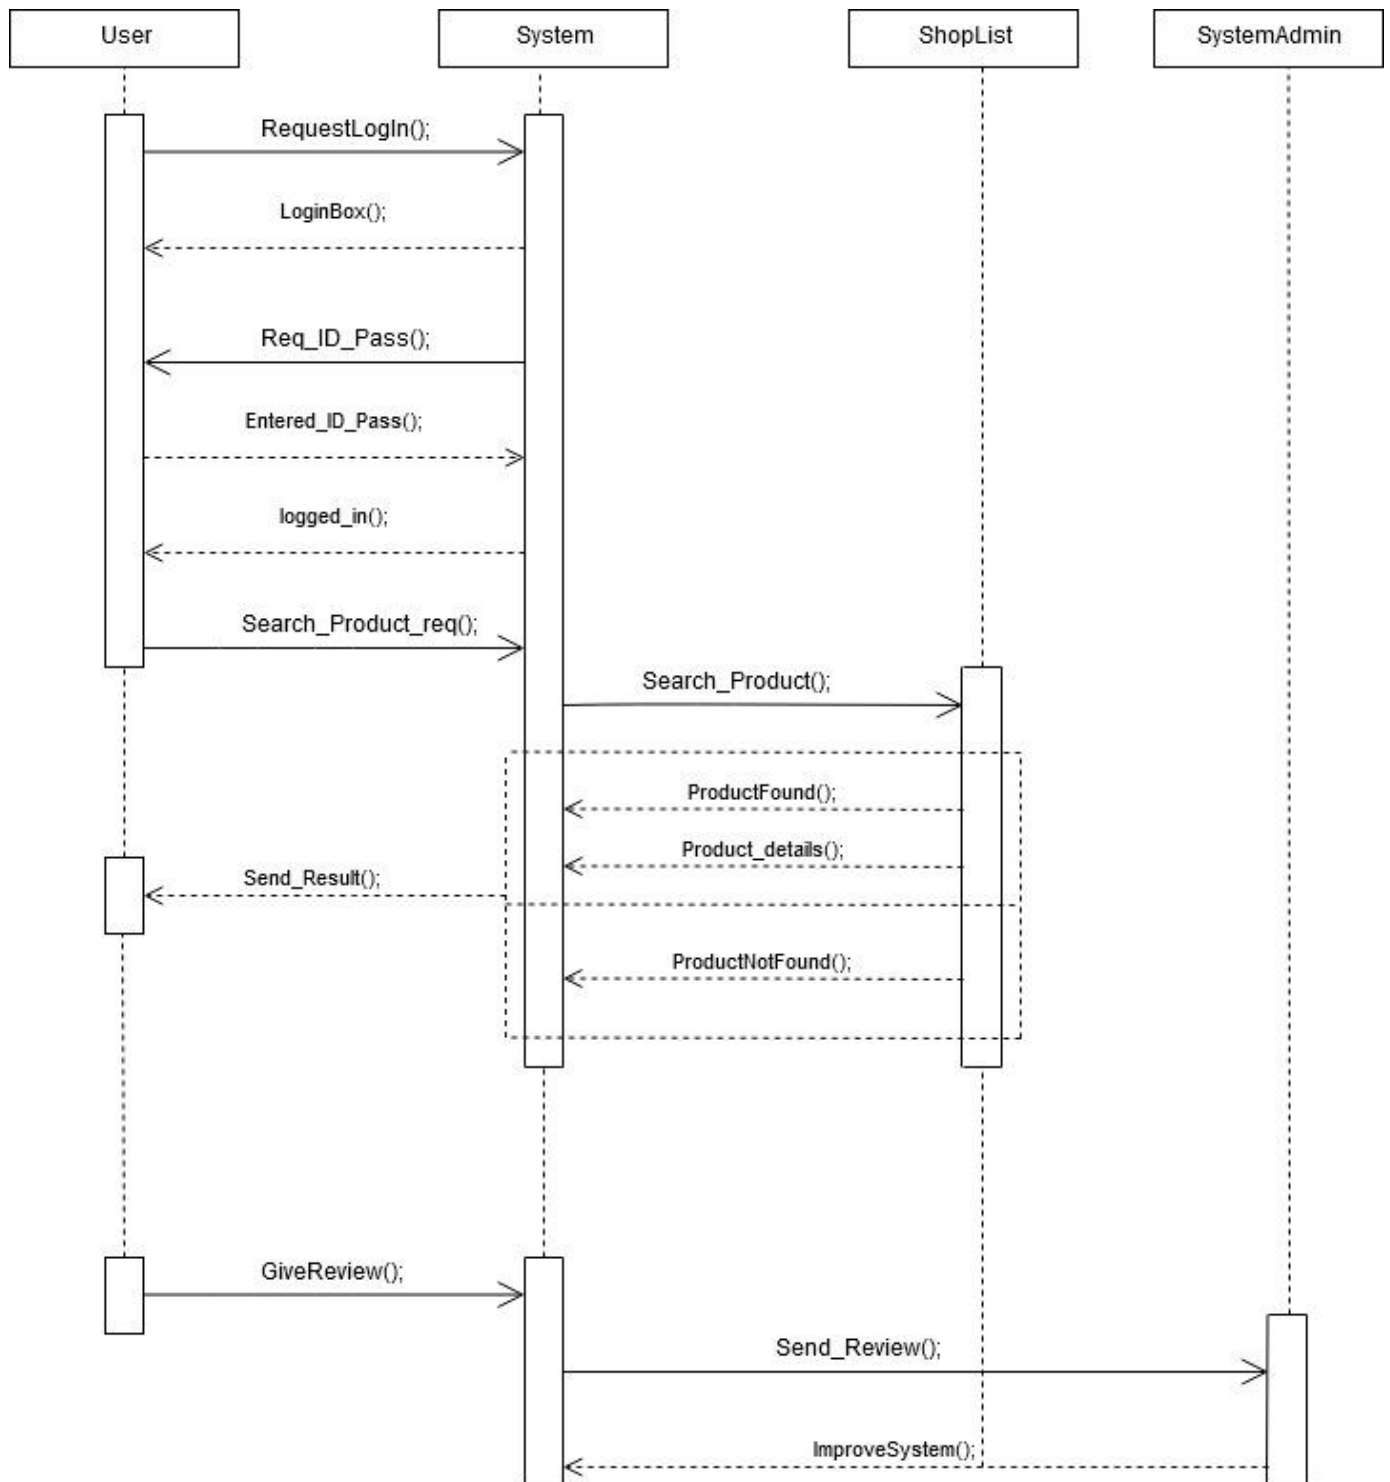 User
System
ShopList
SystemAdmin
RequestLogIn();
LoginBox();
Req_ID_Pass();
Entered_ID_Pass();
logged_in();
Search_Product_req();
Search_Product();
ProductFound();
Product_details();
Send_Result();
ProductNotFound();
GiveReview();
Send_Review();
ImproveSystem();